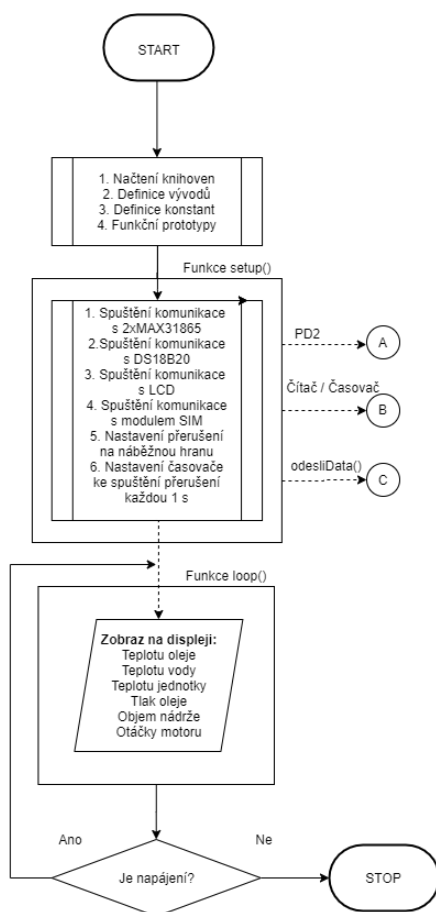 START
1. Načtení knihoven
2. Definice vývodů
3. Definice konstant
4. Funkční prototypy
Funkce setup()
1. Spuštění komunikace
s 2xMAX31865
2.Spuštění komunikace
s DS18B20
3. Spuštění komunikace
s LCD
4. Spuštění komunikace
s modulem SIM
5. Nastavení přerušení
na náběžnou hranu
6. Nastavení časovače
ke spuštění přerušení
každou 1 s
PD2
A
Čítač / Časovač
B
odesliData()
C
Funkce loop()
Zobraz na displeji:
Teplotu oleje
Teplotu vody
Teplotu jednotky
Tlak oleje
Objem nádrže
Otáčky motoru
Ano
Ne
Je napájení?
STOP